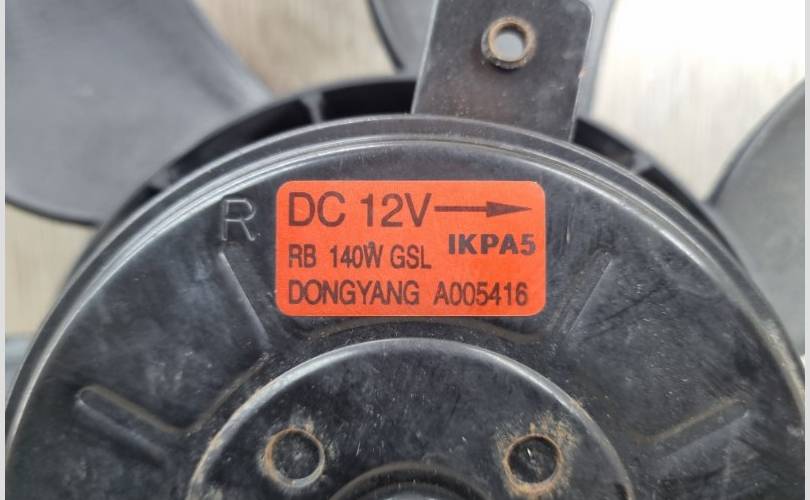 R
DC 12V→
RB 140W GSL IKPA5
DONGYANG A005416